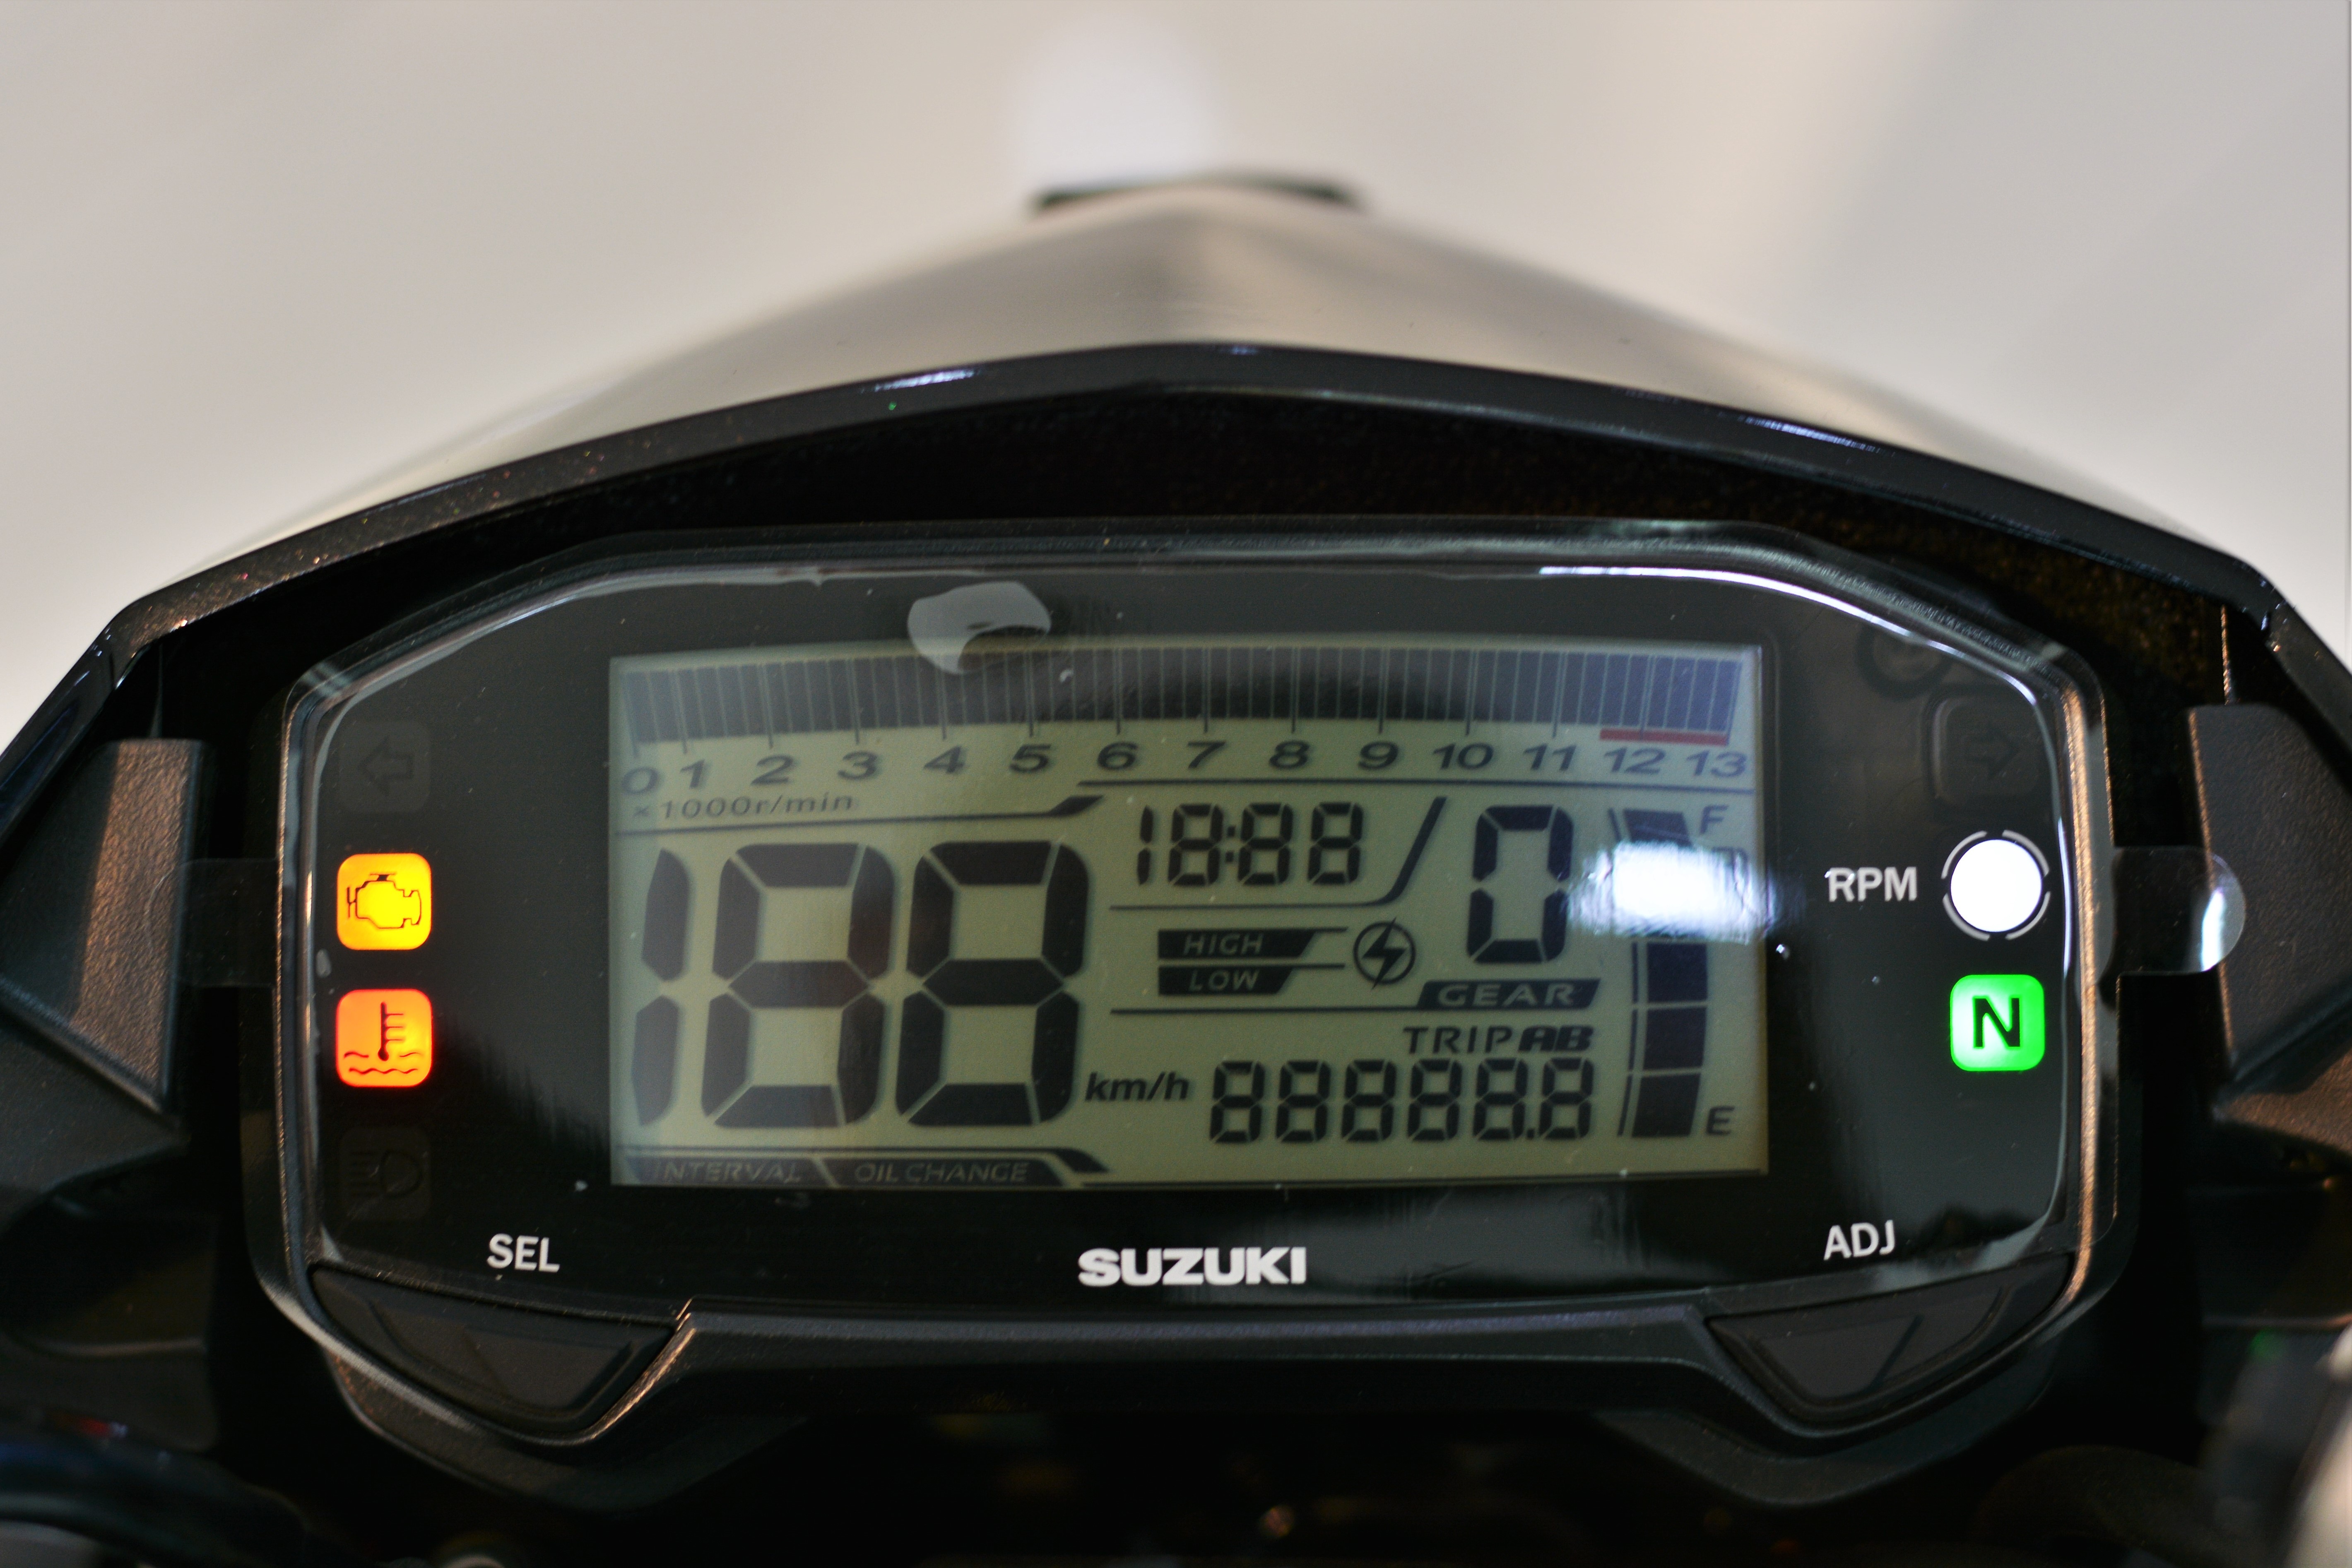 0 1 2 3 4 5 6 7 8 9 10 11 12 13
×1000r/min
18:88
0
F
RPM
188
km/h
HIGH
LOW
GEAR
N
TRIP AB
88888.8
E
INTERVAL OIL CHANGE
SEL
SUZUKI
ADJ